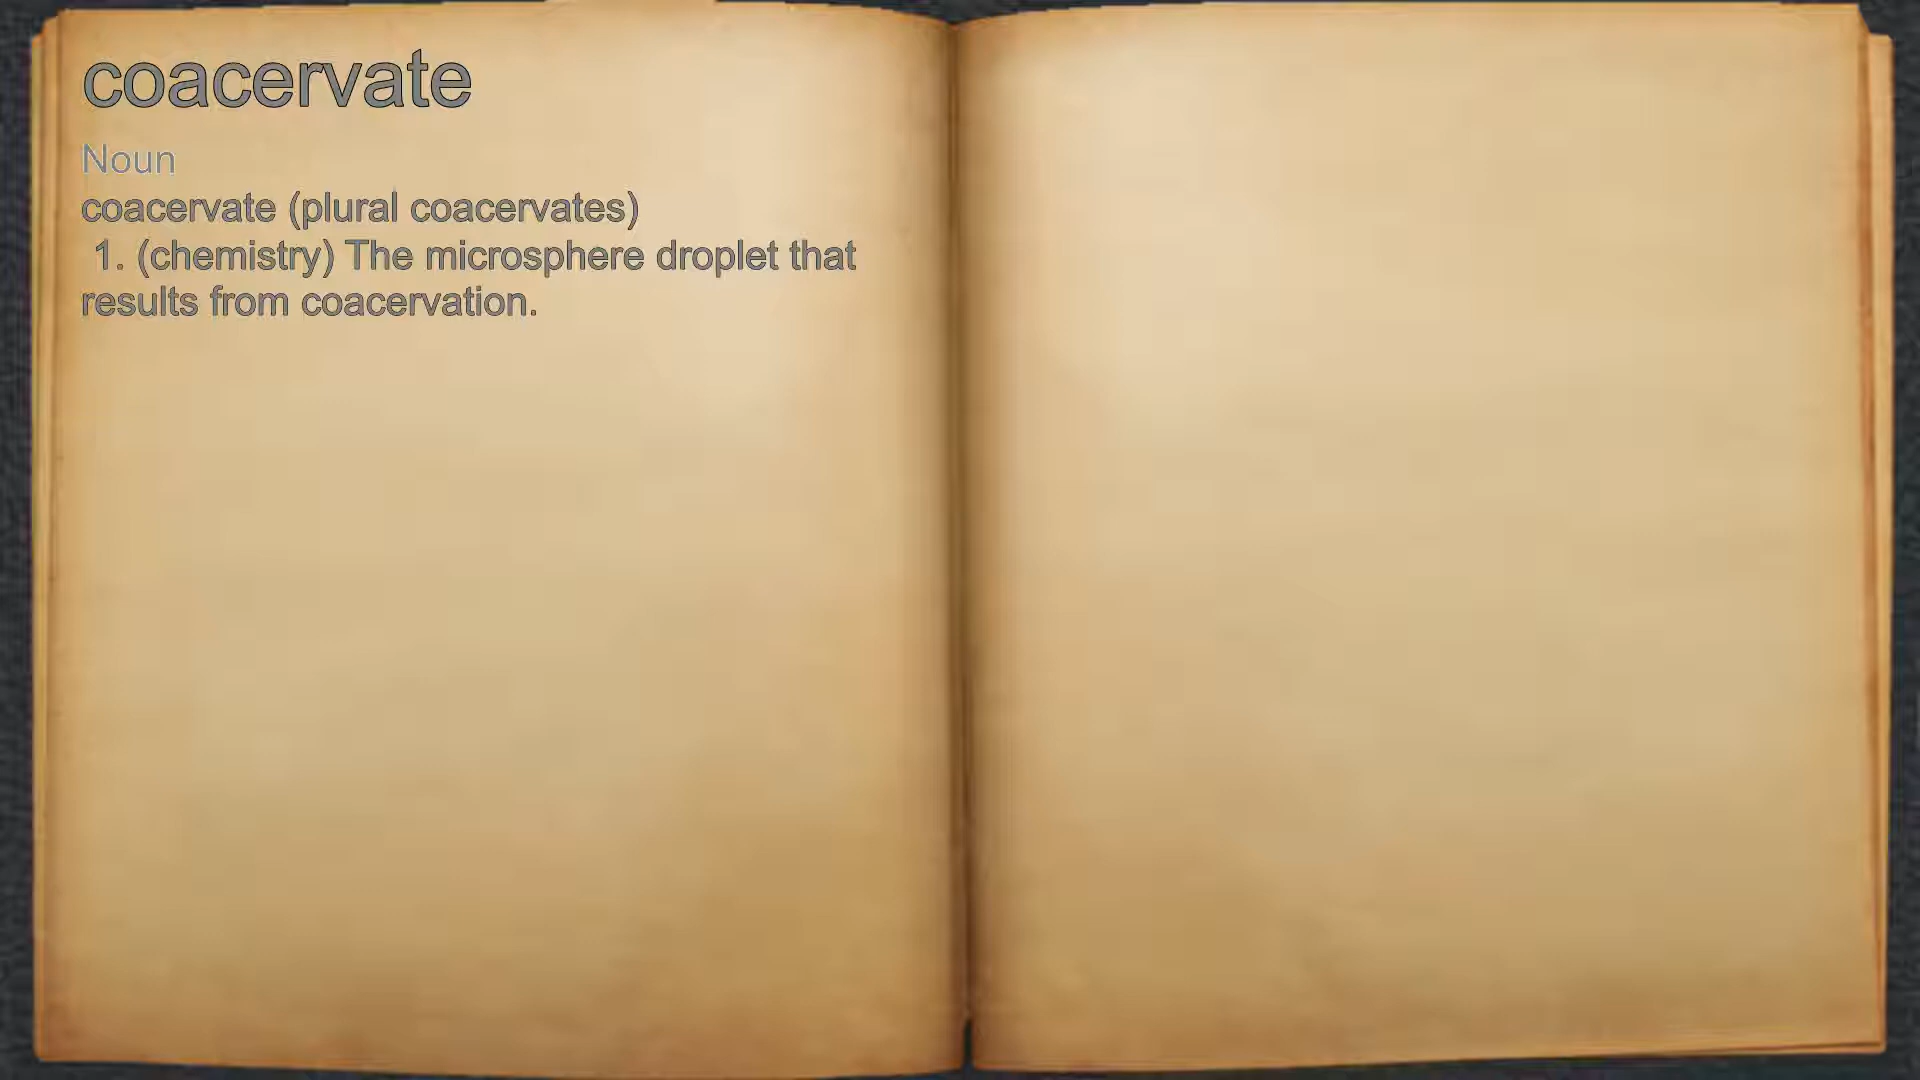 coacervate
Noun
coacervate (plural coacervates)
1. (chemistry) The microsphere droplet that
results from coacervation.